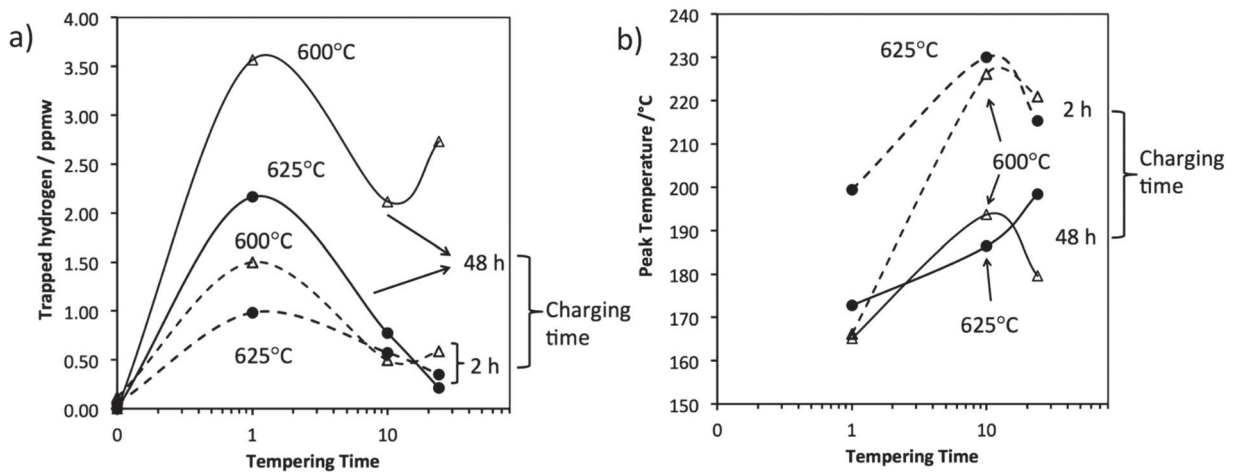 a)
4.00
3.50
3.00
2.50
2.00
1.50
1.00
0.50
0.00
Trapped hydrogen / ppmw
600°C
625°C
600°C
625°C
48 h
2 h
Charging
time
0
1
10
Tempering Time
b)
240
230
220
210
200
190
180
170
160
150
Peak Temperature /°C
625°C
600°C
625°C
2 h
48 h
Charging
time
0
1
10
Tempering Time